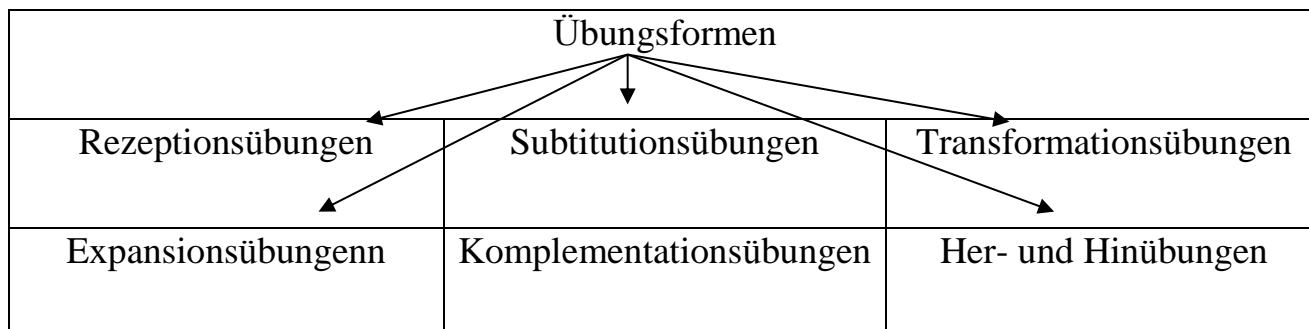 Übungsformen
Rezeptionsübungen Subtitutionsübungen Transformationsübungen
Expansionsübungenn Komplementationsübungen Her- und Hinübungen